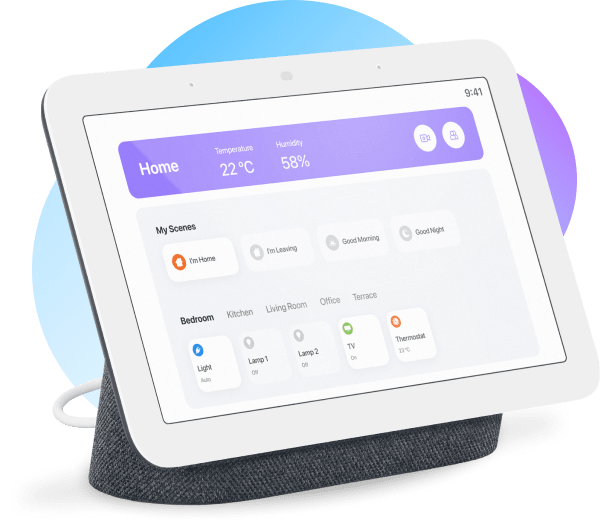 9:41
Home
Temperature
22 °C
Humidity
58%
My Scenes
I'm Home
I'm Leaving
Good Morning
Good Night
Bedroom
Kitchen
Living Room
Office
Terrace
Light
Auto
Lamp 1
Off
Lamp 2
Off
TV
On
Thermostat
22 °C